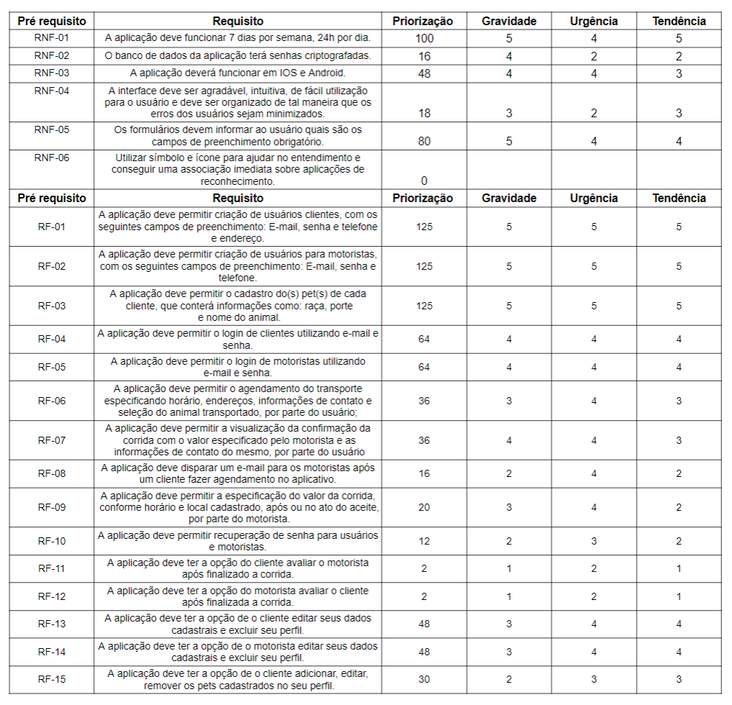 Pré requisito Requisito Priorização Gravidade Urgência Tendência
RNF-01 A aplicação deve funcionar 7 dias por semana, 24h por dia. 100 5 4 5
RNF-02 O banco de dados da aplicação terá senhas criptografadas. 16 4 2 2
RNF-03 A aplicação deverá funcionar em IOS e Android. 48 4 4 3
RNF-04 A interface deve ser agradável, intuitiva, de fácil utilização
para o usuário e deve ser organizado de tal maneira que os
erros dos usuários sejam minimizados. 18 3 2 3
RNF-05 Os formulários devem informar ao usuário quais são os
campos de preenchimento obrigatório. 80 5 4 4
RNF-06 Utilizar símbolo e ícone para ajudar no entendimento e
conseguir uma associação imediata sobre aplicações de
reconhecimento. 0
Pré requisito Requisito Priorização Gravidade Urgência Tendência
A aplicação deve permitir criação de usuários clientes, com os
RF-01 seguintes campos de preenchimento: E-mail, senha e telefone 125 5 5 5
e endereço.
A aplicação deve permitir criação de usuários para motoristas,
RF-02 com os seguintes campos de preenchimento: E-mail, senha e 125 5 5 5
telefone.
A aplicação deve permitir o cadastro do(s) pet(s) de cada
RF-03 cliente, que conterá informações como: raça, porte 125 5 5 5
e nome do animal.
RF-04 A aplicação deve permitir o login de clientes utilizando e-mail e 64 4 4 4
senha.
RF-05 A aplicação deve permitir o login de motoristas utilizando 64 4 4 4
e-mail e senha.
A aplicação deve permitir o agendamento do transporte
RF-06 especificando horário, endereços, informações de contato e 36 3 4 3
seleção do animal transportado, por parte do usuário;
A aplicação deve permitir a visualização da confirmação da
RF-07 corrida com o valor especificado pelo motorista e as 36 4 4 3
informações de contato do mesmo, por parte do usuário
RF-08 A aplicação deve disparar um e-mail para os motoristas após 16 2 4 2
um cliente fazer agendamento no aplicativo.
A aplicação deve permitir a especificação do valor da corrida,
RF-09 conforme horário e local cadastrado, após ou no ato do aceite, 20 3 4 2
por parte do motorista.
RF-10 A aplicação deve permitir recuperação de senha para usuários 12 2 3 2
e motoristas.
RF-11 A aplicação deve ter a opção do cliente avaliar o motorista 2 1 2 1
após finalizado a corrida.
RF-12 A aplicação deve ter a opção do motorista avaliar o cliente 2 1 2 1
após finalizada a corrida.
RF-13 A aplicação deve ter a opção de o cliente editar seus dados 48 3 4 4
cadastrais e excluir seu perfil.
RF-14 A aplicação deve ter a opção de o motorista editar seus dados 48 3 4 4
cadastrais e excluir seu perfil.
RF-15 A aplicação deve ter a opção de o cliente adicionar, editar, 30 2 3 3
remover os pets cadastrados no seu perfil.